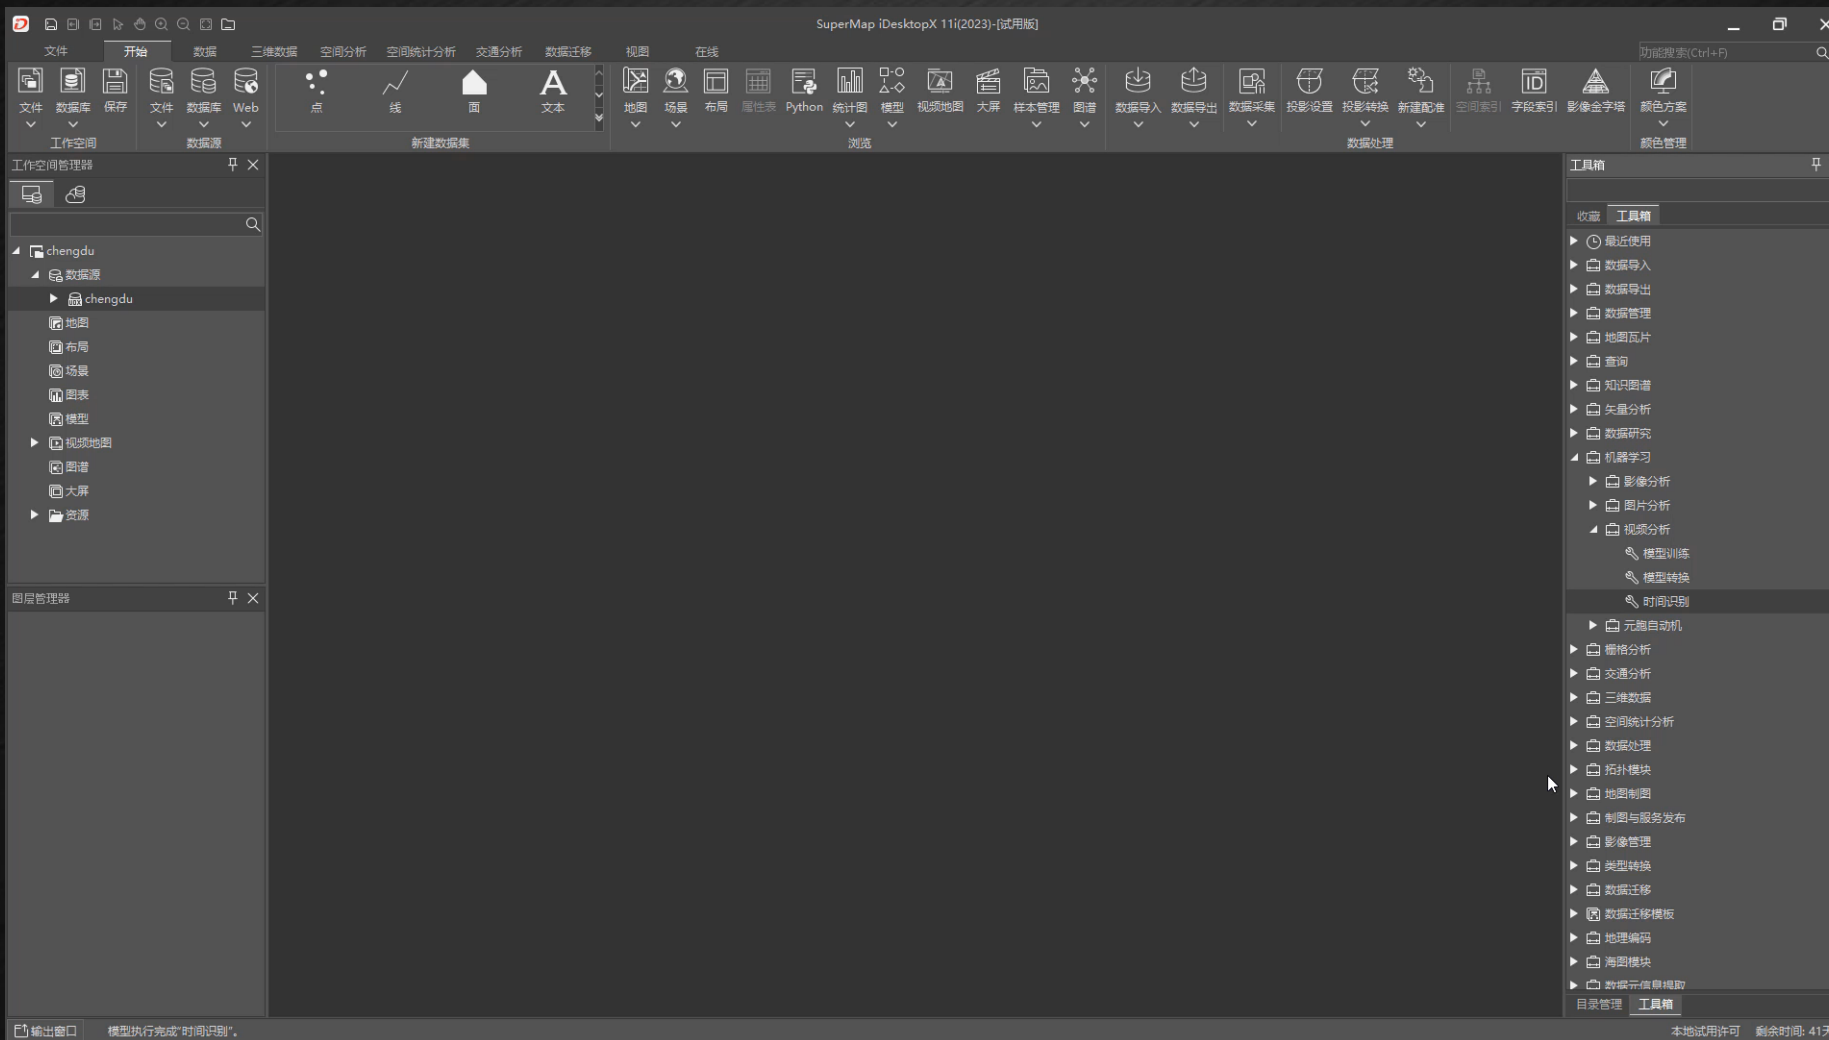 SuperMap iDesktopX 11i(2023)-[试用版]
文件 开始 数据 三维数据 空间分析 空间统计分析 交通分析 数据迁移 视图 在线 功能搜索(Ctrl+F)
文件 数据库 保存 文件 数据库 Web 点 线 面 文本 地图 场景 布局 属性表 Python 统计图 模型 视频地图 大屏 样本管理 图谱 数据导入 数据导出 数据采集 投影设置 投影转换 新建配准 空间索引 字段索引 影像金字塔 颜色方案
工作空间 数据源 新建数据集 浏览 数据处理 颜色管理
工作空间管理器
chengdu
数据源
chengdu
地图
布局
场景
图表
模型
视频地图
图谱
大屏
资源
图层管理器
工具箱
收藏 工具箱
最近使用
数据导入
数据导出
数据管理
地图瓦片
查询
知识图谱
矢量分析
数据研究
机器学习
影像分析
图片分析
视频分析
模型训练
模型转换
时间识别
元胞自动机
栅格分析
交通分析
三维数据
空间统计分析
数据处理
拓扑模块
地图制图
制图与服务发布
影像管理
类型转换
数据迁移
数据迁移模板
地理编码
海图模块
数据元信息提取
目录管理 工具箱
输出窗口 模型执行完成"时间识别"。 本地试用许可 剩余时间: 41天